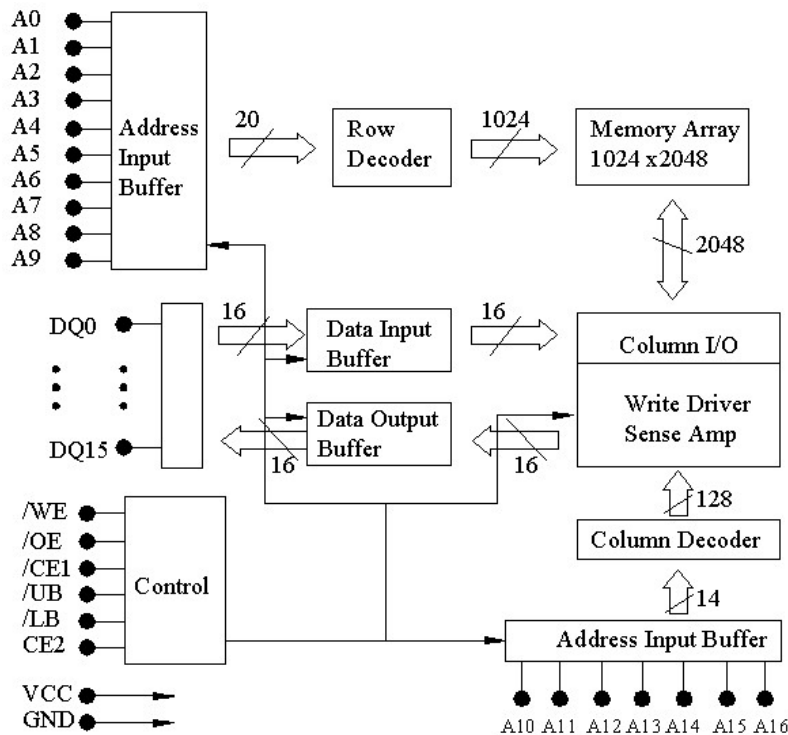 A0
A1
A2
A3
A4
A5
A6
A7
A8
A9
Address
Input
Buffer
20
Row
Decoder
1024
Memory Array
1024 x2048
2048
DQ0
DQ15
16
Data Input
Buffer
16
Column I/O
Write Driver
Sense Amp
16
Data Output
Buffer
16
128
Column Decoder
14
Address Input Buffer
/WE
/OE
/CE1
/UB
/LB
CE2
Control
VCC
GND
A10 A11 A12 A13 A14 A15 A16